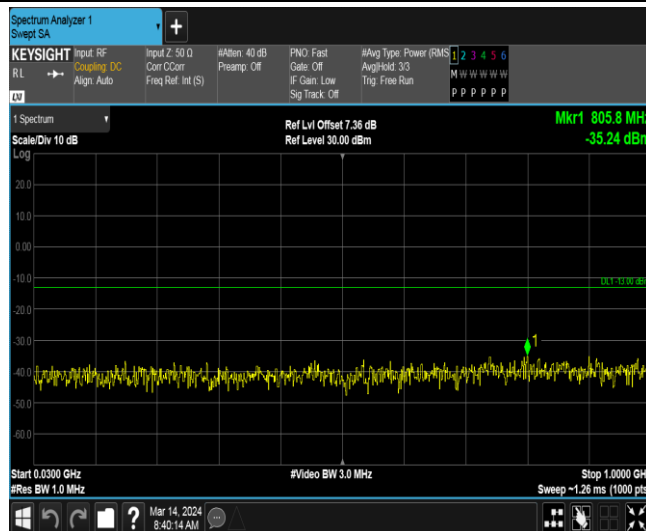 Spectrum Analyzer 1
Swept SA
+
KEYSIGHT
RL
LXI
Input: RF
Coupling: DC
Align: Auto
Input Z: 50 Ω
Corr CCorr
Freq Ref: Int (S)
#Atten: 40 dB
Preamp: Off
PNO: Fast
Gate: Off
IF Gain: Low
Sig Track: Off
#Avg Type: Power (RMS
Avg|Hold: 3/3
Trig: Free Run
1 2 3 4 5 6
M W W W W W
P P P P P P
1 Spectrum
Scale/Div 10 dB
Log
Ref Lvl Offset 7.36 dB
Ref Level 30.00 dBm
Mkr1 805.8 MHz
-35.24 dBm
20.0
10.0
0.00
-10.0
DL1 -13.00 dBm
-20.0
-30.0
1
-40.0
-50.0
-60.0
Start 0.0300 GHz
#Video BW 3.0 MHz
Stop 1.0000 GHz
#Res BW 1.0 MHz
Sweep ~1.26 ms (1000 pts
?
Mar 14, 2024
8:40:14 AM